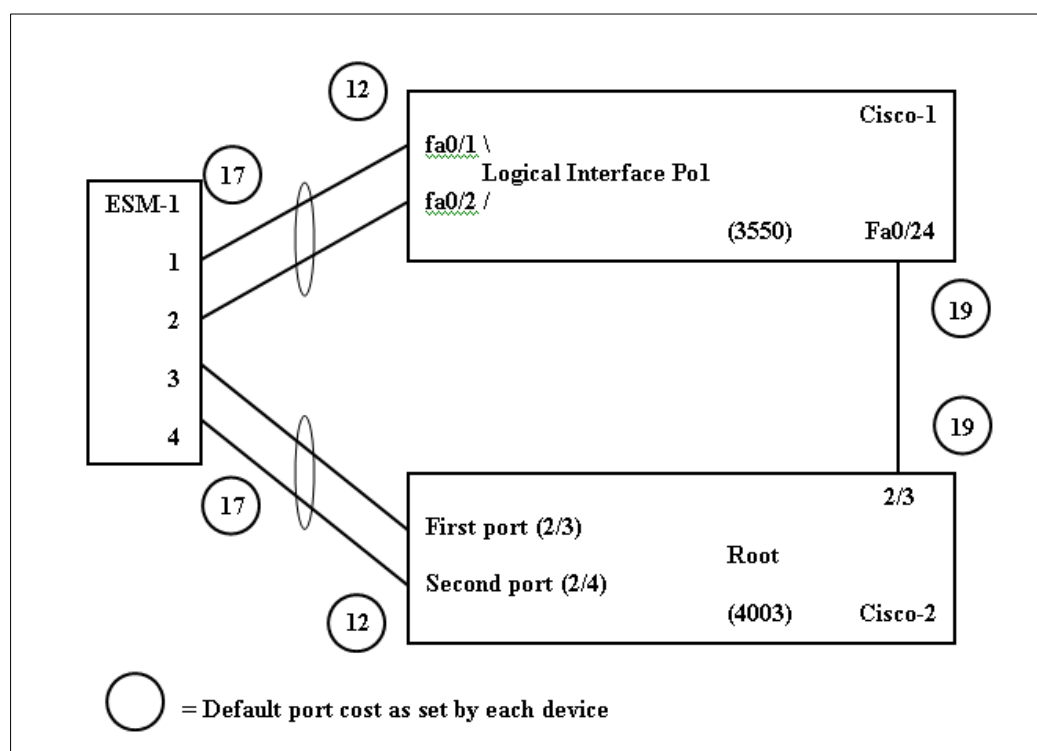 12
Cisco-1
fa0/1 \
Logical Interface Po1
fa0/2 /
(3550) Fa0/24
17
ESM-1
1
2
3
4
19
19
17
2/3
First port (2/3)
Root
Second port (2/4)
(4003) Cisco-2
12
= Default port cost as set by each device